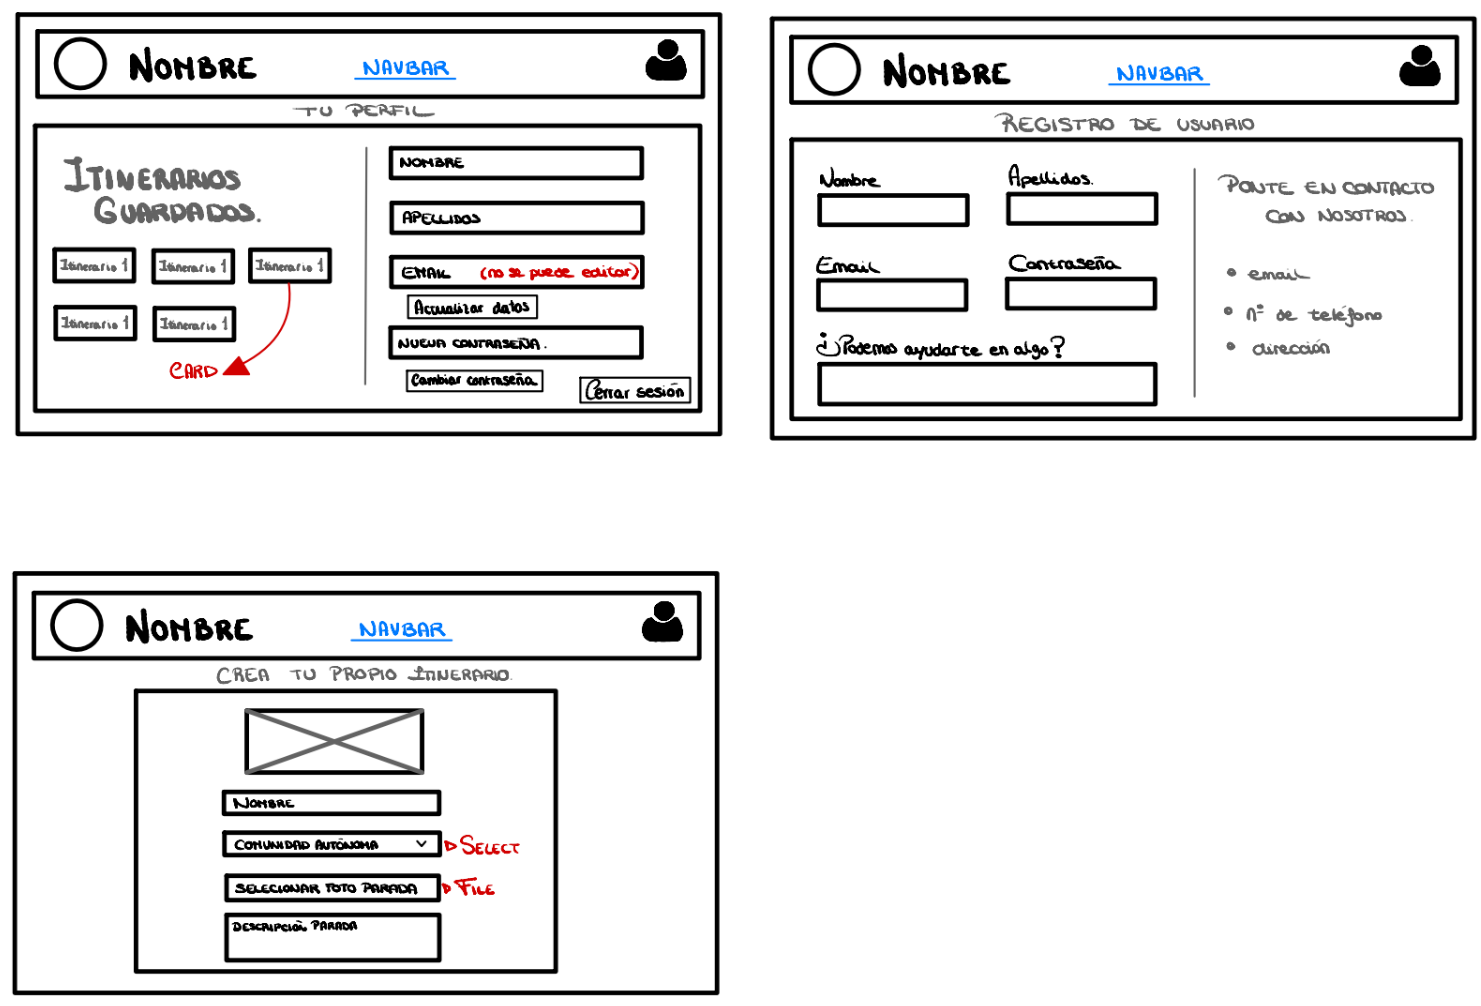 NOMBRE
NAVBAR
TU PERFIL
ITINERARIOS
GUARDADOS.
Itinerario 1
Itinerario 1
Itinerario 1
Itinerario 1
Itinerario 1
CARD
NOMBRE
APELLIDOS
EMAIL (no se puede editar)
Actualizar datos
NUEVA CONTRASEÑA.
Cambiar contraseña
Cerrar sesión
NOMBRE
NAVBAR
REGISTRO DE USUARIO
Nombre
Apellidos.
Email
Contraseña
¿Podemos ayudarte en algo?
PONTE EN CONTACTO
CON NOSOTROS.
• email
• nº de teléfono
• dirección
NOMBRE
NAVBAR
CREA TU PROPIO ITINERARIO.
NOMBRE
COMUNIDAD AUTÓNOMA
SELECT
SELECIONAR FOTO PARADA
FILE
DESCRIPCIÓN PARADA